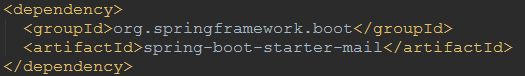 <dependency>
  <groupId>org.springframework.boot</groupId>
  <artifactId>spring-boot-starter-mail</artifactId>
</dependency>